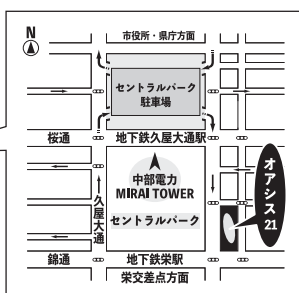 N
市役所・県庁方面
セントラルパーク
駐車場
桜通
地下鉄久屋大通駅
中部電力
MIRAI TOWER
セントラルパーク
久屋大通
オアシス21
錦通
地下鉄栄駅
栄交差点方面